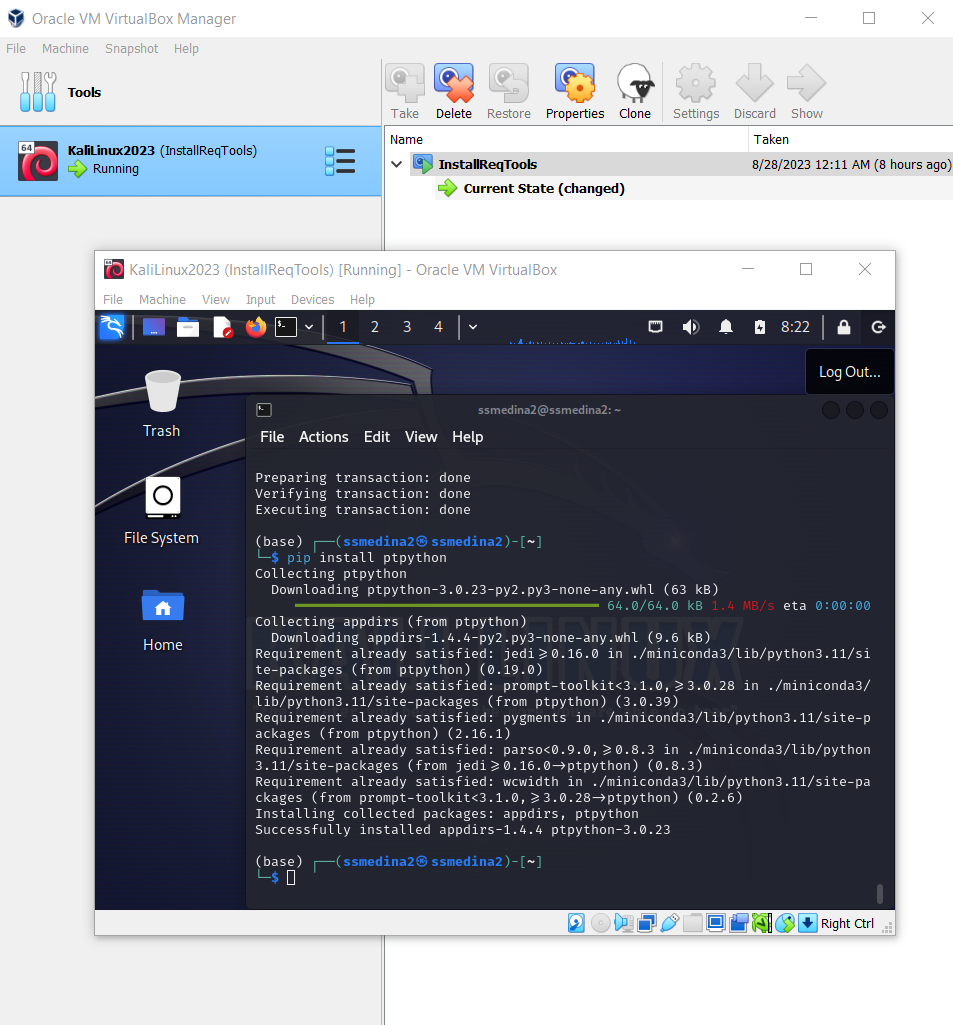 Oracle VM VirtualBox Manager
File Machine Snapshot Help
Tools
Take Delete Restore Properties Clone Settings Discard Show
Name Taken
64
KaliLinux2023 (InstallReqTools)
Running
InstallReqTools 8/28/2023 12:11 AM (8 hours ago)
Current State (changed)
64
KaliLinux2023 (InstallReqTools) [Running] - Oracle VM VirtualBox
File Machine View Input Devices Help
1 2 3 4 8:22
Log Out...
Trash
File System
Home
ssmedina2@ssmedina2: ~
File Actions Edit View Help
Preparing transaction: done
Verifying transaction: done
Executing transaction: done
(base) ┌──(ssmedina2㉿ssmedina2)-[~]
└─$ pip install ptpython
Collecting ptpython
Downloading ptpython-3.0.23-py2.py3-none-any.whl (63 kB)
64.0/64.0 kB 1.4 MB/s eta 0:00:00
Collecting appdirs (from ptpython)
Downloading appdirs-1.4.4-py2.py3-none-any.whl (9.6 kB)
Requirement already satisfied: jedi≥0.16.0 in ./miniconda3/lib/python3.11/si
te-packages (from ptpython) (0.19.0)
Requirement already satisfied: prompt-toolkit<3.1.0,≥3.0.28 in ./miniconda3/
lib/python3.11/site-packages (from ptpython) (3.0.39)
Requirement already satisfied: pygments in ./miniconda3/lib/python3.11/site-p
ackages (from ptpython) (2.16.1)
Requirement already satisfied: parso<0.9.0,≥0.8.3 in ./miniconda3/lib/python
3.11/site-packages (from jedi≥0.16.0→ptpython) (0.8.3)
Requirement already satisfied: wcwidth in ./miniconda3/lib/python3.11/site-pa
ckages (from prompt-toolkit<3.1.0,≥3.0.28→ptpython) (0.2.6)
Installing collected packages: appdirs, ptpython
Successfully installed appdirs-1.4.4 ptpython-3.0.23
(base) ┌──(ssmedina2㉿ssmedina2)-[~]
└─$
Right Ctrl